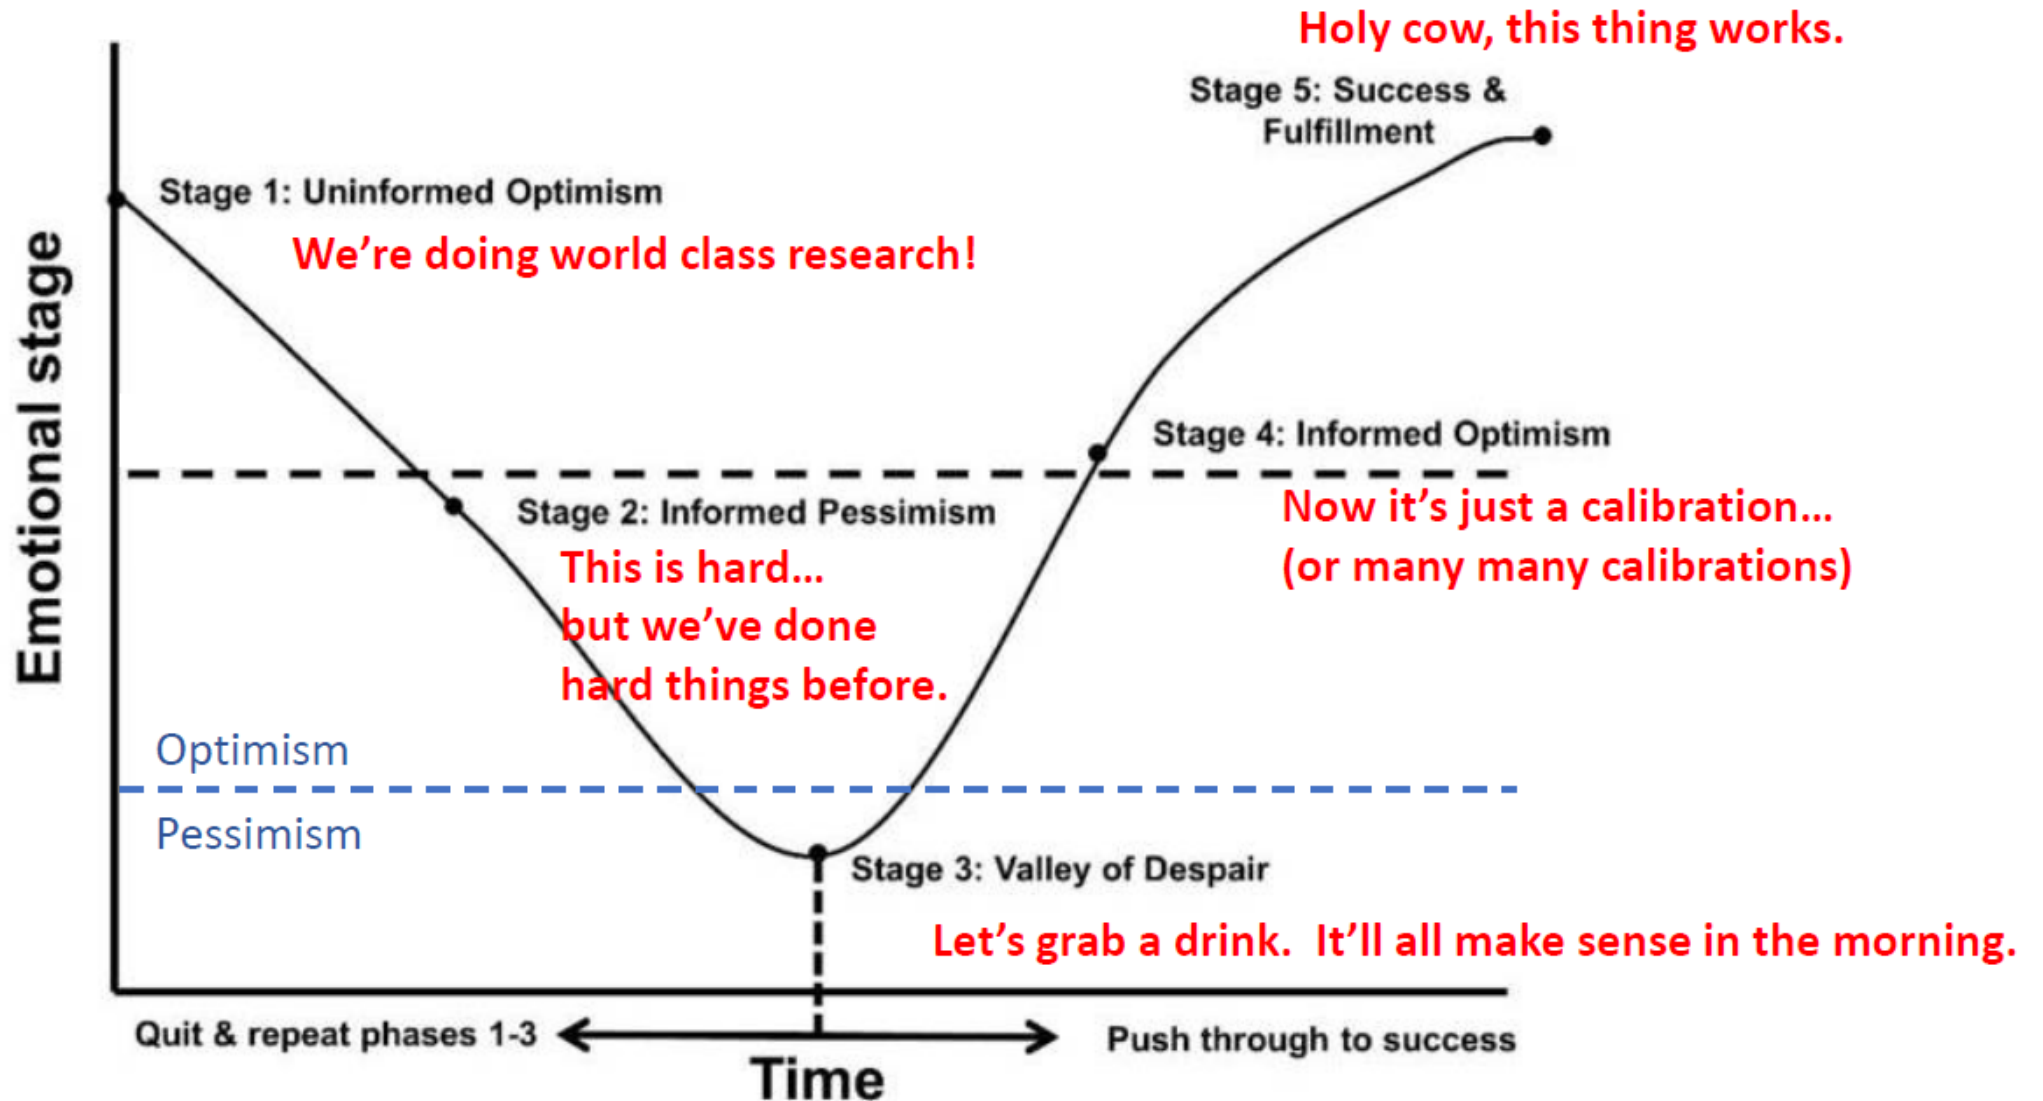 Holy cow, this thing works.
Stage 5: Success &
Fulfillment
Stage 1: Uninformed Optimism
We’re doing world class research!
Emotional stage
Stage 4: Informed Optimism
Stage 2: Informed Pessimism
Now it’s just a calibration...
(or many many calibrations)
This is hard...
but we’ve done
hard things before.
Optimism
Pessimism
Stage 3: Valley of Despair
Let’s grab a drink.  It’ll all make sense in the morning.
Quit & repeat phases 1-3
Push through to success
Time